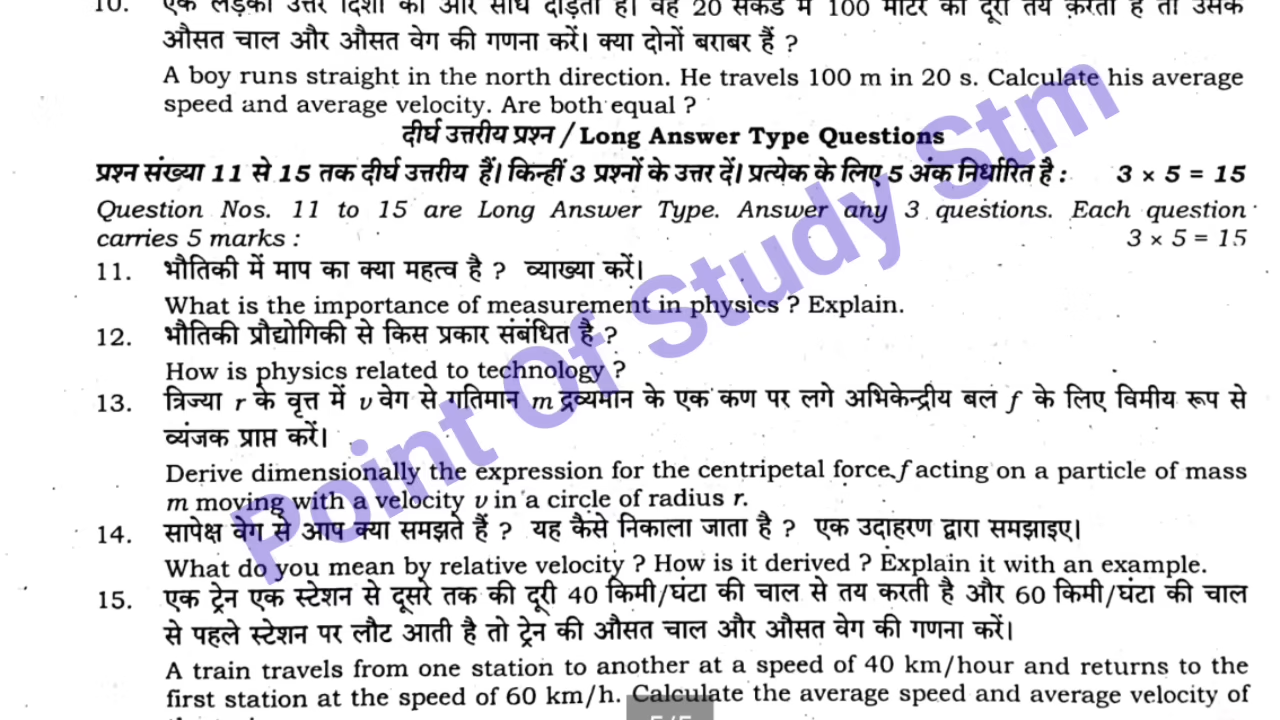 10. एक लड़का उत्तर दिशा की ओर सीधे दौड़ता है। वह 20 सेकेंड में 100 मीटर की दूरी तय करता है तो उसके
औसत चाल और औसत वेग की गणना करें। क्या दोनों बराबर हैं ?
A boy runs straight in the north direction. He travels 100 m in 20 s. Calculate his average
speed and average velocity. Are both equal ?
दीर्घ उत्तरीय प्रश्न / Long Answer Type Questions
प्रश्न संख्या 11 से 15 तक दीर्घ उत्तरीय हैं। किन्हीं 3 प्रश्नों के उत्तर दें। प्रत्येक के लिए 5 अंक निर्धारित है : 3 × 5 = 15
Question Nos. 11 to 15 are Long Answer Type. Answer any 3 questions. Each question
carries 5 marks : 3 × 5 = 15
11. भौतिकी में माप का क्या महत्व है ? व्याख्या करें।
What is the importance of measurement in physics ? Explain.
12. भौतिकी प्रौद्योगिकी से किस प्रकार संबंधित है ?
How is physics related to technology ?
13. त्रिज्या r के वृत्त में v वेग से गतिमान m द्रव्यमान के एक कण पर लगे अभिकेन्द्रीय बल f के लिए विमीय रूप से
व्यंजक प्राप्त करें।
Derive dimensionally the expression for the centripetal force f acting on a particle of mass
m moving with a velocity v in a circle of radius r.
14. सापेक्ष वेग से आप क्या समझते हैं ? यह कैसे निकाला जाता है ? एक उदाहरण द्वारा समझाइए।
What do you mean by relative velocity ? How is it derived ? Explain it with an example.
15. एक ट्रेन एक स्टेशन से दूसरे तक की दूरी 40 किमी/घंटा की चाल से तय करती है और 60 किमी/घंटा की चाल
से पहले स्टेशन पर लौट आती है तो ट्रेन की औसत चाल और औसत वेग की गणना करें।
A train travels from one station to another at a speed of 40 km/hour and returns to the
first station at the speed of 60 km/h. Calculate the average speed and average velocity of
Point Of Study Stm